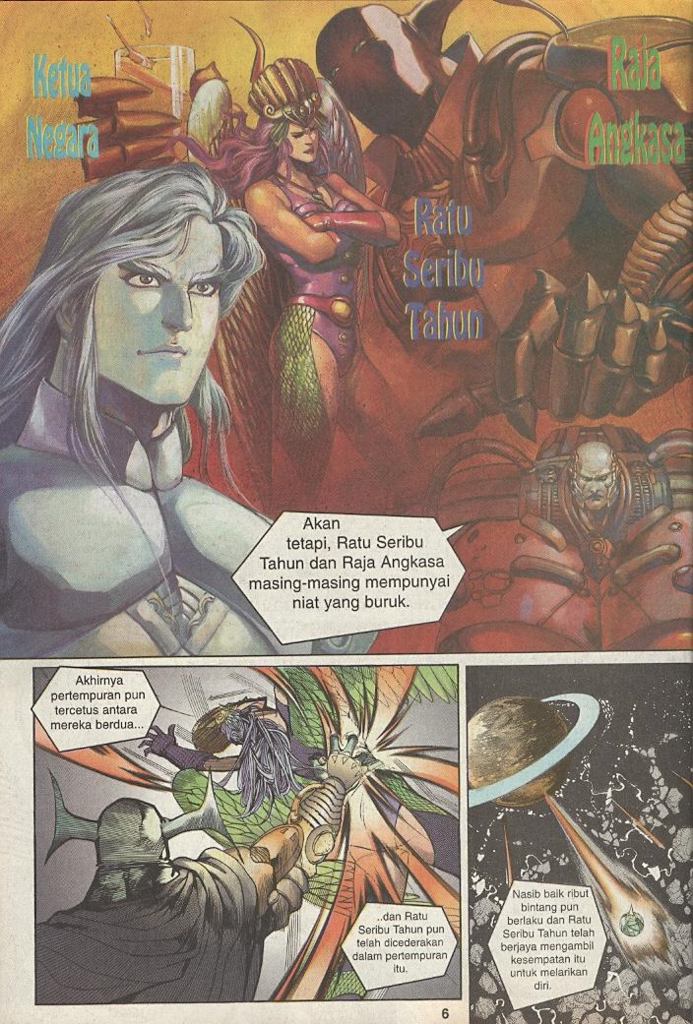 Ketua
Negara
Raja
Angkasa
Ratu
Seribu
Tahun
Akan
tetapi, Ratu Seribu
Tahun dan Raja Angkasa
masing-masing mempunyai
niat yang buruk.
Akhirnya
pertempuran pun
tercetus antara
mereka berdua...
..dan Ratu
Seribu Tahun pun
telah dicederakan
dalam pertempuran
itu.
Nasib baik ribut
bintang pun
berlaku dan Ratu
Seribu Tahun telah
berjaya mengambil
kesempatan itu
untuk melarikan
diri.
6